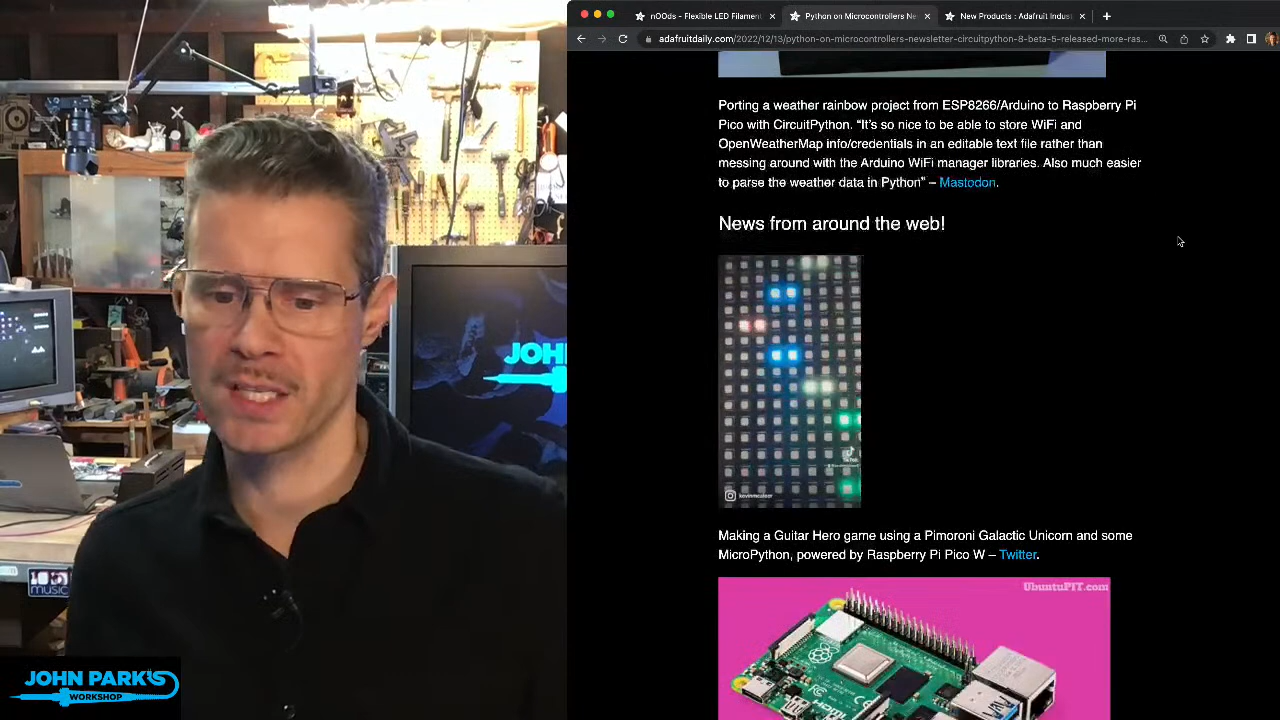 nOOds - Flexible LED Filament
Python on Microcontrollers Ne
New Products : Adafruit Indus
adafruitdaily.com/2022/12/13/python-on-microcontrollers-newsletter-circuitpython-8-beta-5-released-more-ras...
Porting a weather rainbow project from ESP8266/Arduino to Raspberry Pi
Pico with CircuitPython. “It’s so nice to be able to store WiFi and
OpenWeatherMap info/credentials in an editable text file rather than
messing around with the Arduino WiFi manager libraries. Also much easier
to parse the weather data in Python” – Mastodon.
News from around the web!
kevinmcaleer
Making a Guitar Hero game using a Pimoroni Galactic Unicorn and some
MicroPython, powered by Raspberry Pi Pico W – Twitter.
UbuntuPIT.com
JOH
music
JOHN PARK'S
WORKSHOP